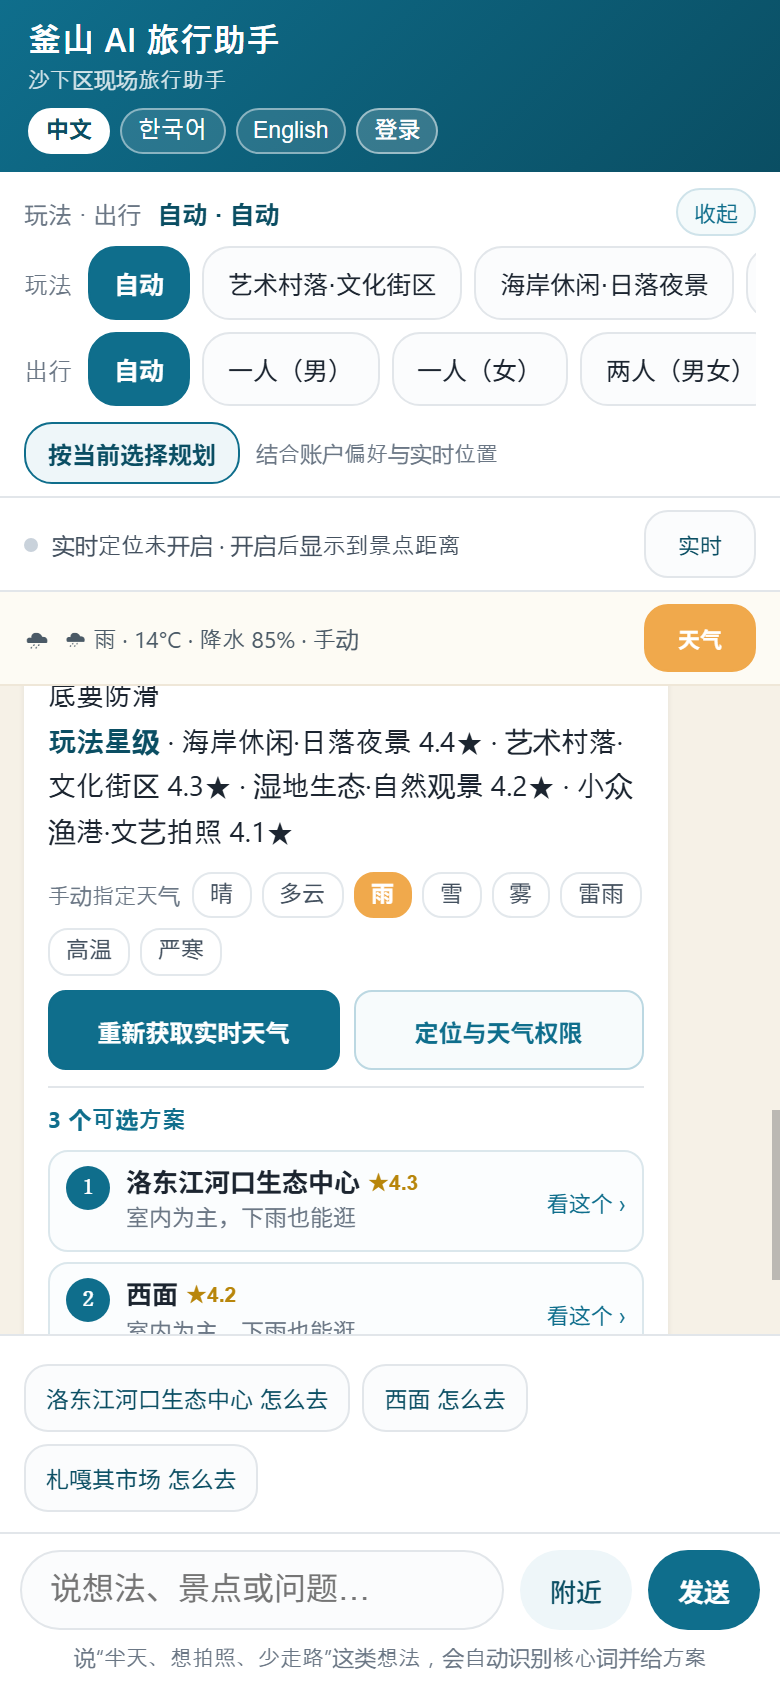 釜山 AI 旅行助手
沙下区现场旅行助手
中文 한국어 English 登录
玩法 · 出行 自动 · 自动 收起
玩法 自动 艺术村落·文化街区 海岸休闲·日落夜景
出行 自动 一人（男） 一人（女） 两人（男女）
按当前选择规划 结合账户偏好与实时位置
实时定位未开启 · 开启后显示到景点距离 实时
雨 · 14°C · 降水 85% · 手动 天气
底要防滑
玩法星级 · 海岸休闲·日落夜景 4.4★ · 艺术村落·
文化街区 4.3★ · 湿地生态·自然观景 4.2★ · 小众
渔港·文艺拍照 4.1★
手动指定天气 晴 多云 雨 雪 雾 雷雨
高温 严寒
重新获取实时天气 定位与天气权限
3 个可选方案
1 洛东江河口生态中心 ★4.3
室内为主，下雨也能逛 看这个 ›
2 西面 ★4.2
室内为主，下雨也能逛 看这个 ›
洛东江河口生态中心 怎么去 西面 怎么去
札嘎其市场 怎么去
说想法、景点或问题… 附近 发送
说“半天、想拍照、少走路”这类想法，会自动识别核心词并给方案